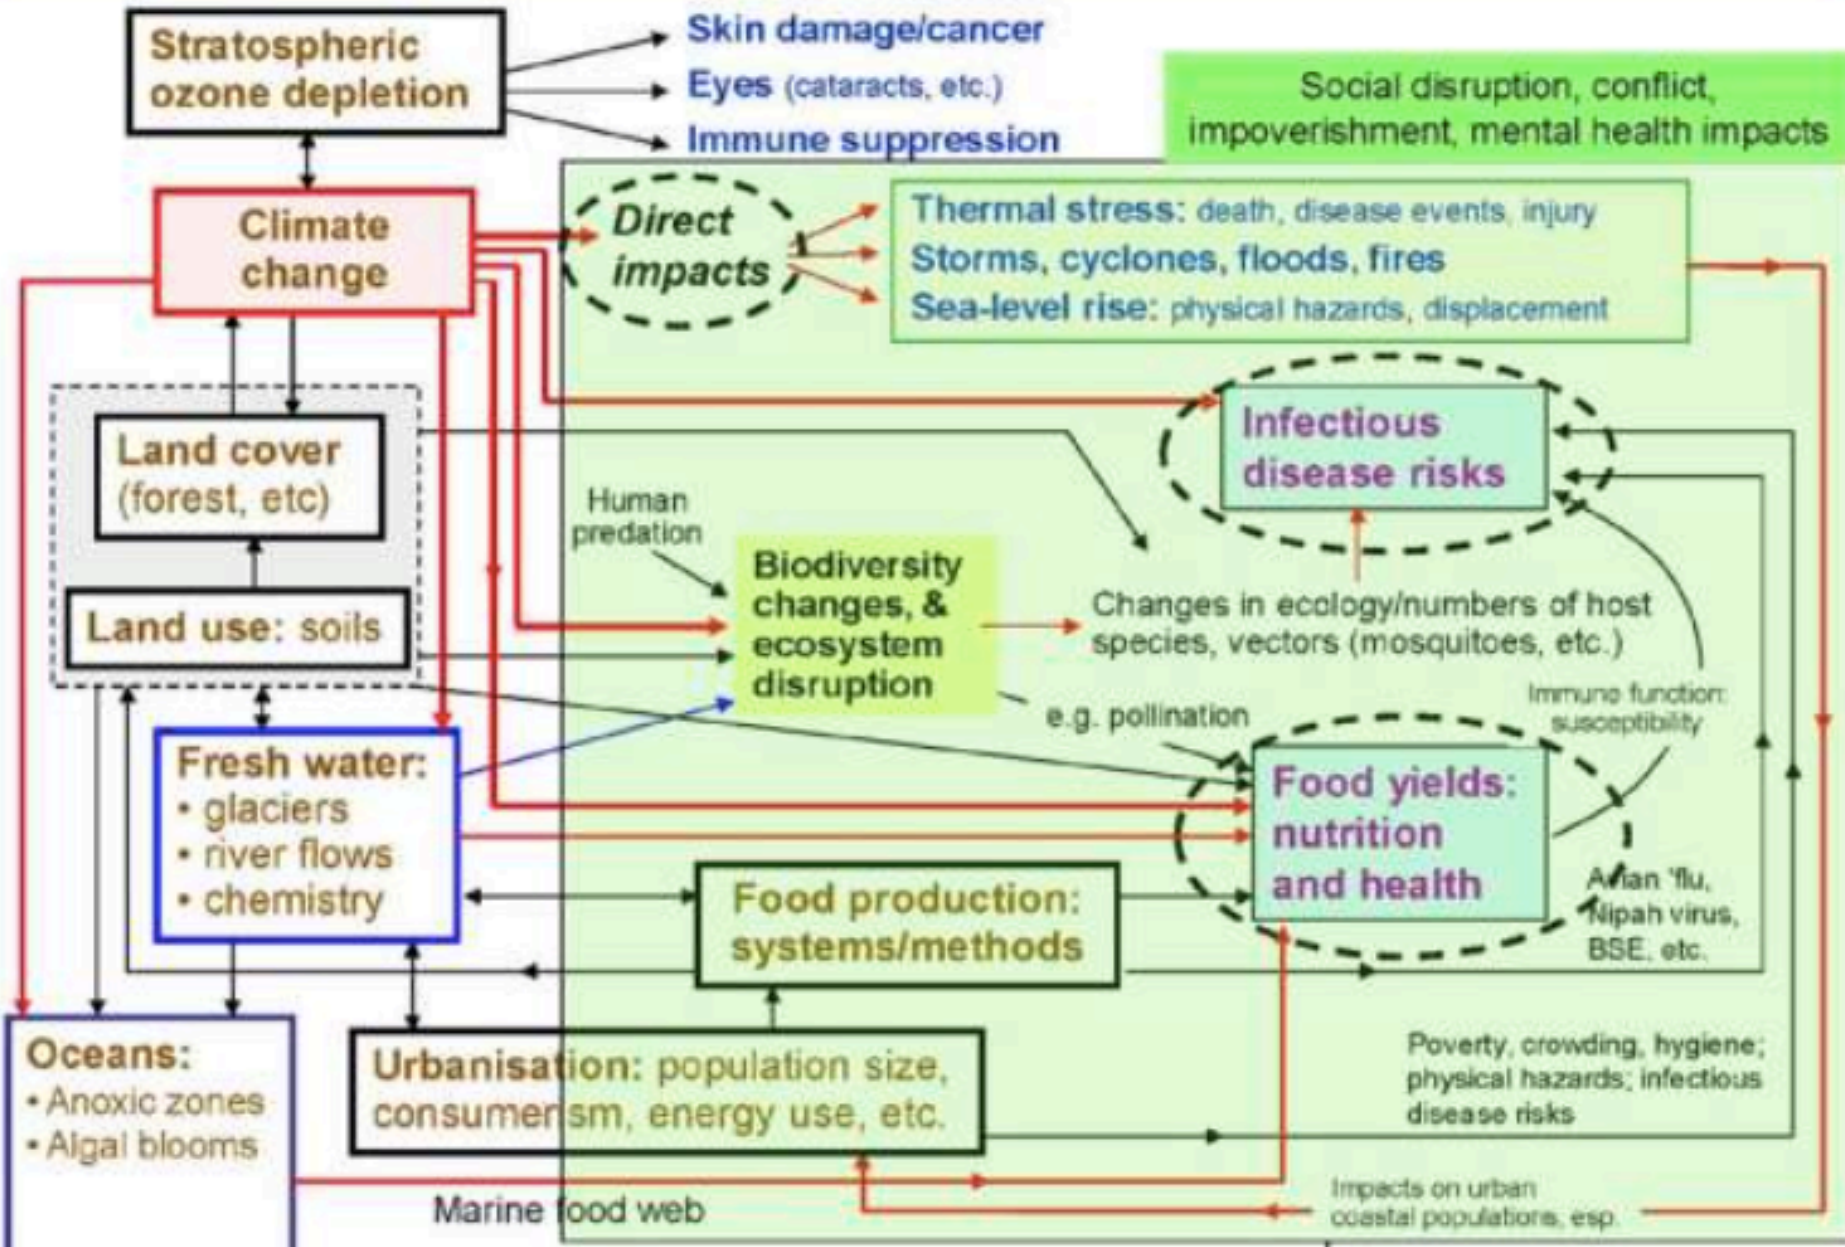 Stratospheric
ozone depletion
Skin damage/cancer
Eyes (cataracts, etc.)
Immune suppression
Social disruption, conflict,
impoverishment, mental health impacts
Climate
change
Direct
impacts
Thermal stress: death, disease events, injury
Storms, cyclones, floods, fires
Sea-level rise: physical hazards, displacement
Land cover
(forest, etc)
Infectious
disease risks
Human
predation
Biodiversity
changes, &
ecosystem
disruption
Changes in ecology/numbers of host
species, vectors (mosquitoes, etc.)
Land use: soils
e.g. pollination
Immune function:
susceptibility
Fresh water:
• glaciers
• river flows
• chemistry
Food yields:
nutrition
and health
Food production:
systems/methods
Avian 'flu,
Nipah virus,
BSE, etc.
Oceans:
• Anoxic zones
• Algal blooms
Urbanisation: population size,
consumerism, energy use, etc.
Poverty, crowding, hygiene;
physical hazards; infectious
disease risks
Marine food web
Impacts on urban
coastal populations, esp.